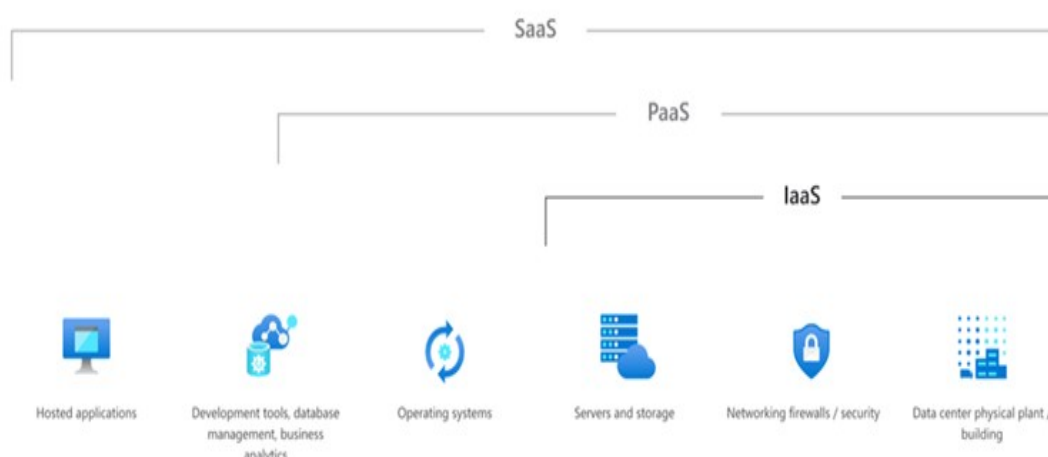 SaaS
PaaS
IaaS
Hosted applications
Development tools, database
management, business
analytics
Operating systems
Servers and storage
Networking firewalls / security
Data center physical plant /
building